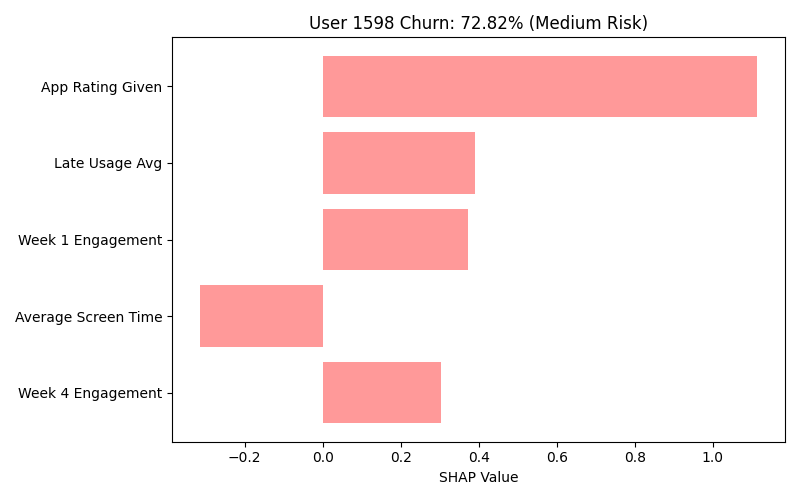 User 1598 Churn: 72.82% (Medium Risk)
App Rating Given
Late Usage Avg
Week 1 Engagement
Average Screen Time
Week 4 Engagement
−0.2 0.0 0.2 0.4 0.6 0.8 1.0
SHAP Value